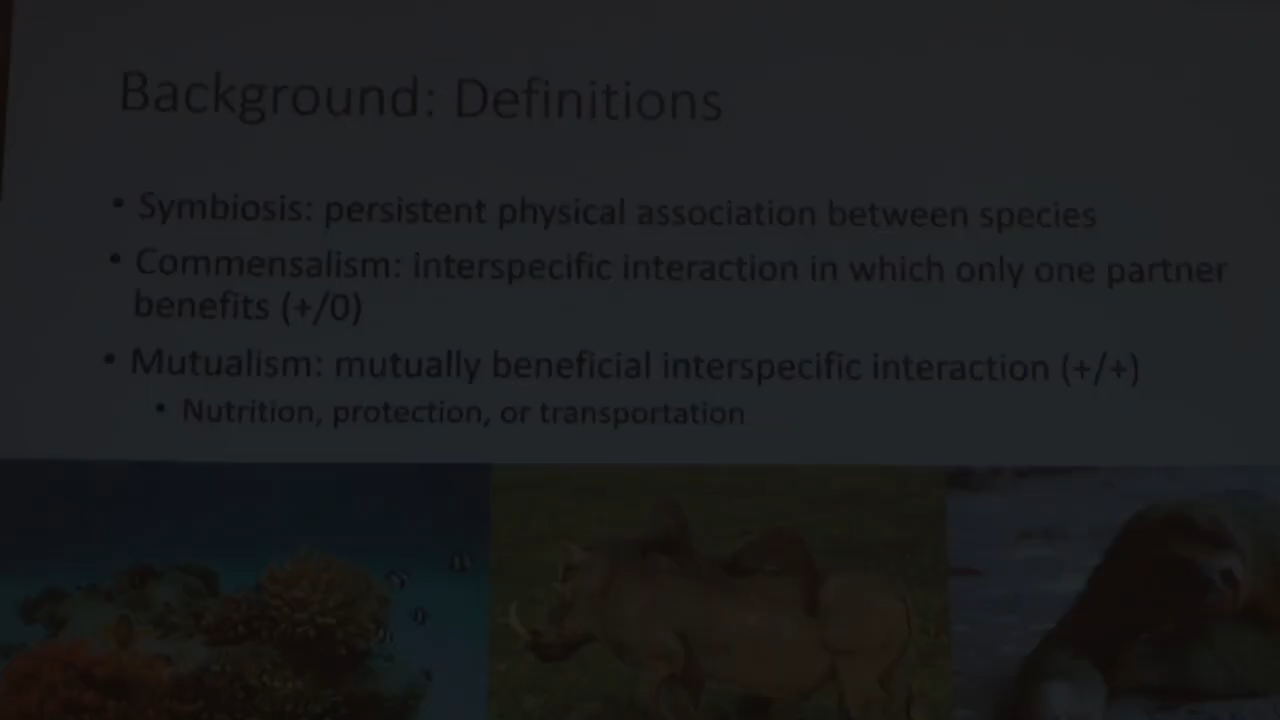 Background: Definitions
• Symbiosis: persistent physical association between species
• Commensalism: interspecific interaction in which only one partner
benefits (+/0)
• Mutualism: mutually beneficial interspecific interaction (+/+)
• Nutrition, protection, or transportation